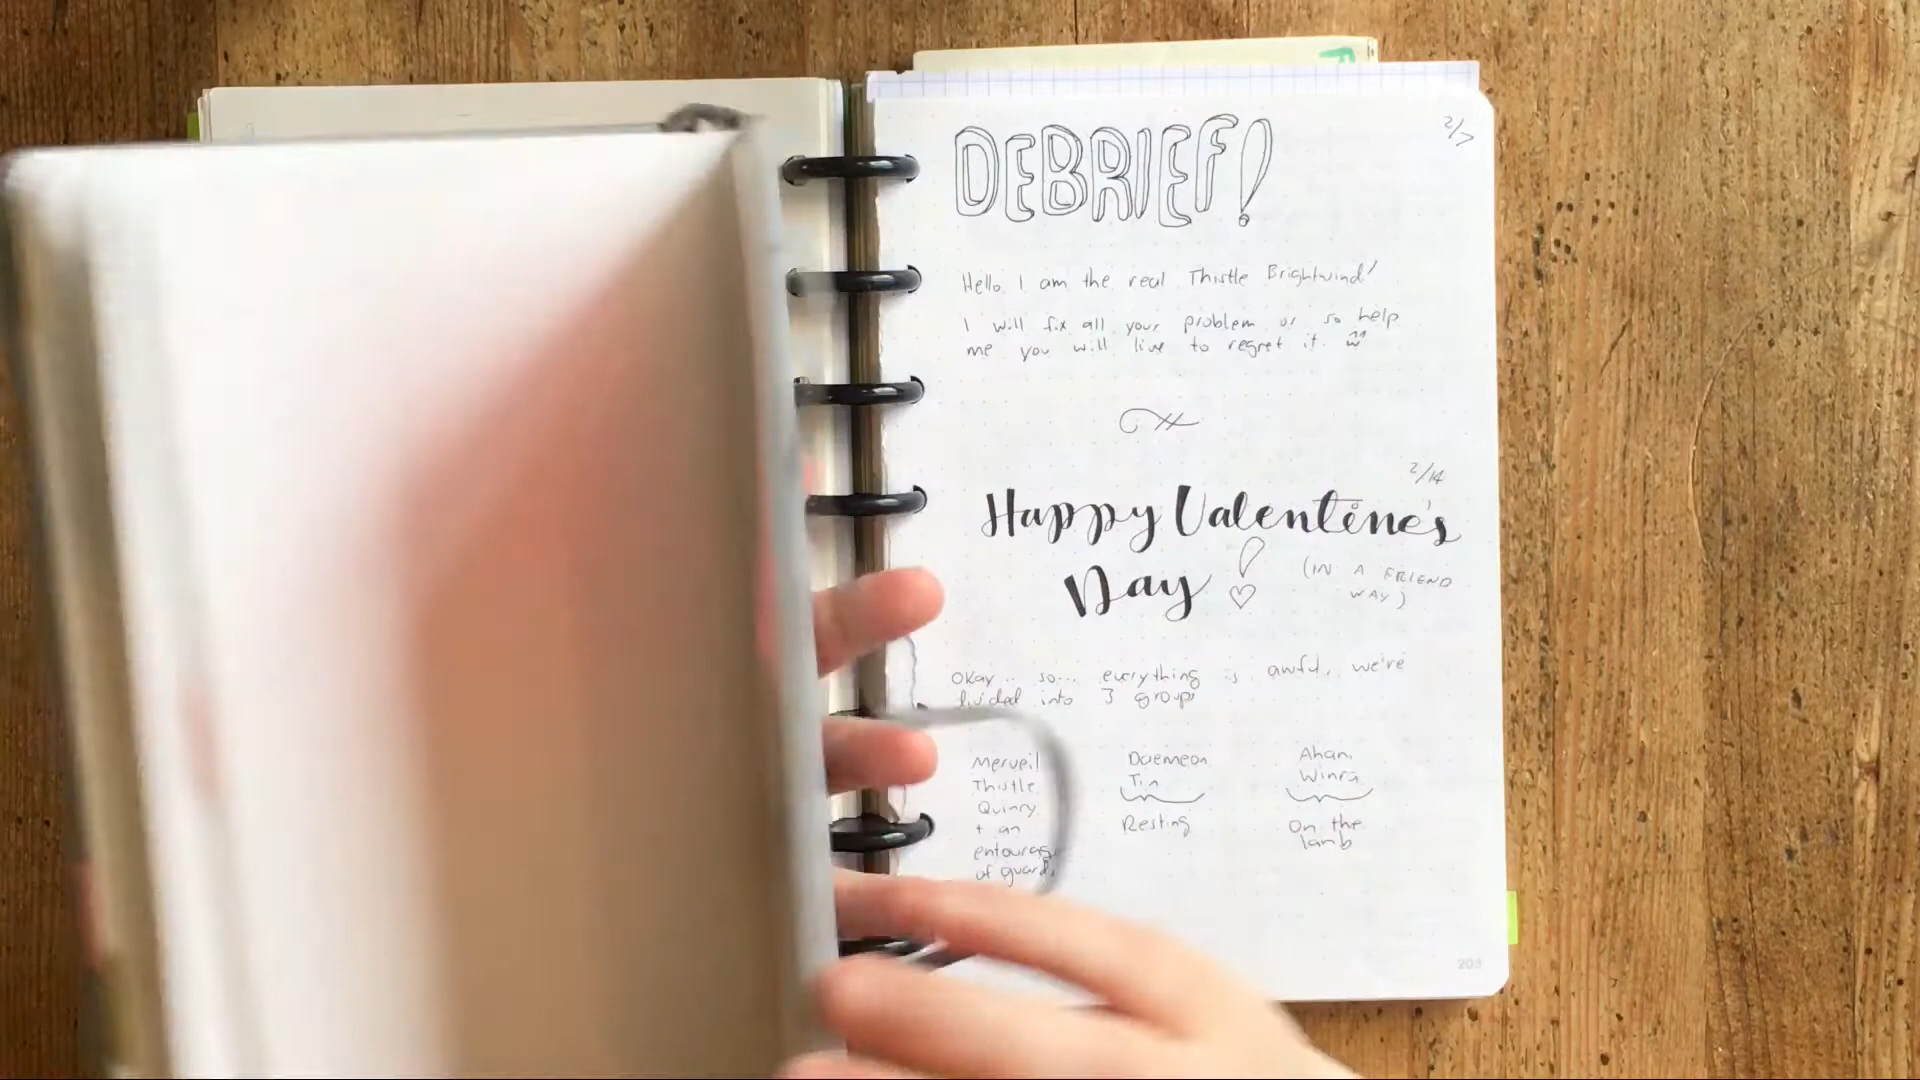 DEBRIEF!
2/7
Hello. I am the real Thistle Brightwind!
I will fix all your problem or so help
me you will live to regret it.
2/14
Happy Valentine's
Day!
(IN A FRIEND
WAY)
Okay... so... everything is awful, we're
divided into 3 groups
Merveil
Thistle
Quinry
+ an
entourage
of guards
Daemeon
Tin
Resting
Aham
Winra
On the
lamb
203